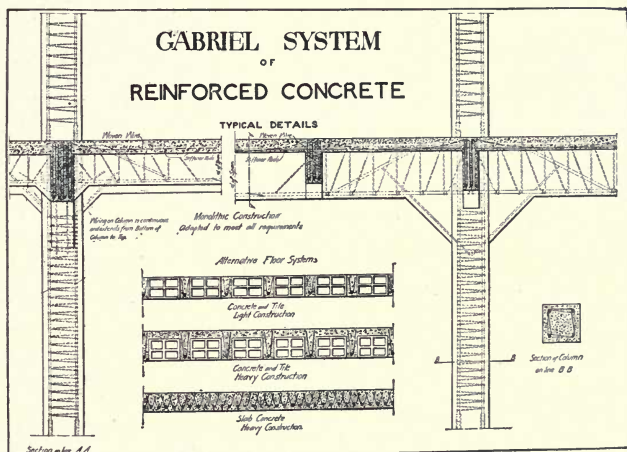 GABRIEL SYSTEM
OF
REINFORCED CONCRETE
TYPICAL DETAILS
Woven Wire
Woven Wire
Stiffener Rods
Stiffener Rods
Wiring on Column is continuous
and extends from Bottom of
Column to Top.
Monolithic Construction
adapted to meet all requirements
Alternative Floor Systems
Concrete and Tile
Light Construction
Concrete and Tile
Heavy Construction
Slab Concrete
Heavy Construction
B
B
Section of Column
on line B B
Section on line A A